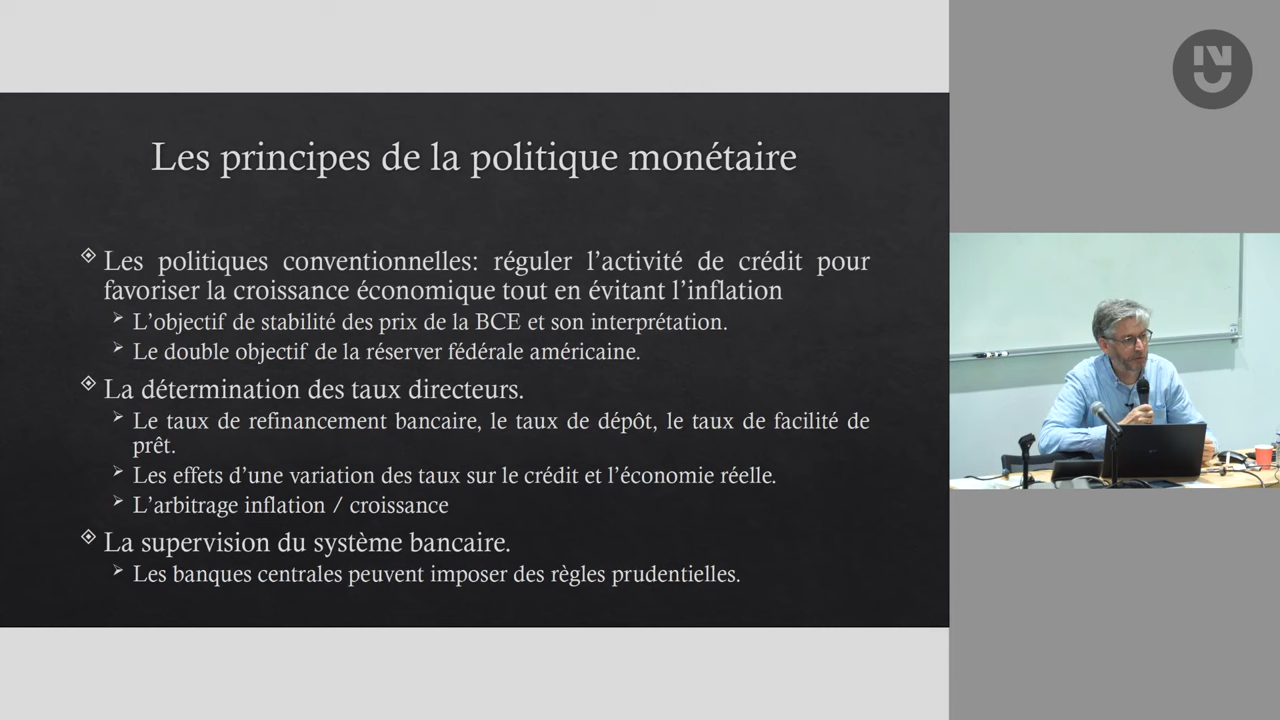 Les principes de la politique monétaire
Les politiques conventionnelles: réguler l’activité de crédit pour
favoriser la croissance économique tout en évitant l’inflation
L’objectif de stabilité des prix de la BCE et son interprétation.
Le double objectif de la réserver fédérale américaine.
La détermination des taux directeurs.
Le taux de refinancement bancaire, le taux de dépôt, le taux de facilité de
prêt.
Les effets d’une variation des taux sur le crédit et l’économie réelle.
L’arbitrage inflation / croissance
La supervision du système bancaire.
Les banques centrales peuvent imposer des règles prudentielles.